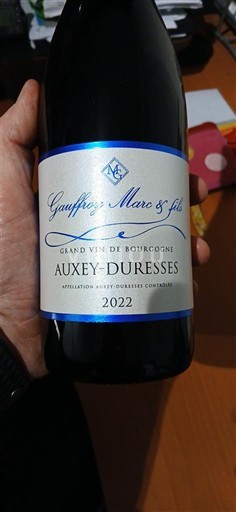 MG
Gauffroy Marc & fils
GRAND VIN DE BOURGOGNE
AUXEY-DURESSES
APPELLATION AUXEY-DURESSES CONTRÔLÉE
2022